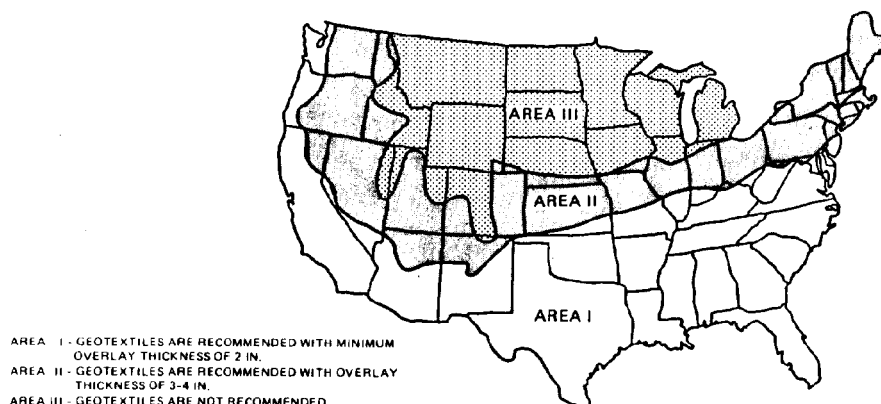 AREA III
AREA II
AREA I
AREA I - GEOTEXTILES ARE RECOMMENDED WITH MINIMUM
OVERLAY THICKNESS OF 2 IN.
AREA II - GEOTEXTILES ARE RECOMMENDED WITH OVERLAY
THICKNESS OF 3-4 IN.
AREA III - GEOTEXTILES ARE NOT RECOMMENDED